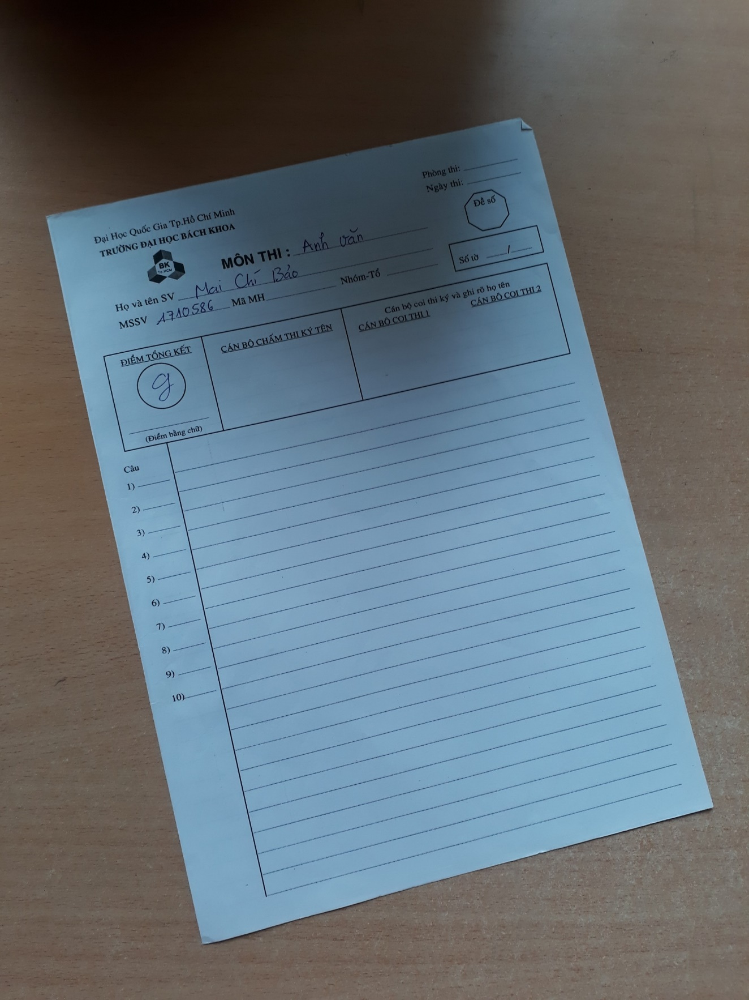 Phòng thi:
Ngày thi:
Đề số
Đại Học Quốc Gia Tp.Hồ Chí Minh
TRƯỜNG ĐẠI HỌC BÁCH KHOA
BK
Tp.HCM
MÔN THI : Anh văn
Số tờ /
Họ và tên SV Mai Chí Bảo
MSSV 1710586 Mã MH Nhóm-Tổ
ĐIỂM TỔNG KẾT
9
(Điểm bằng chữ)
CÁN BỘ CHẤM THI KÝ TÊN
Cán bộ coi thi ký và ghi rõ họ tên
CÁN BỘ COI THI 1 CÁN BỘ COI THI 2
Câu
1)
2)
3)
4)
5)
6)
7)
8)
9)
10)